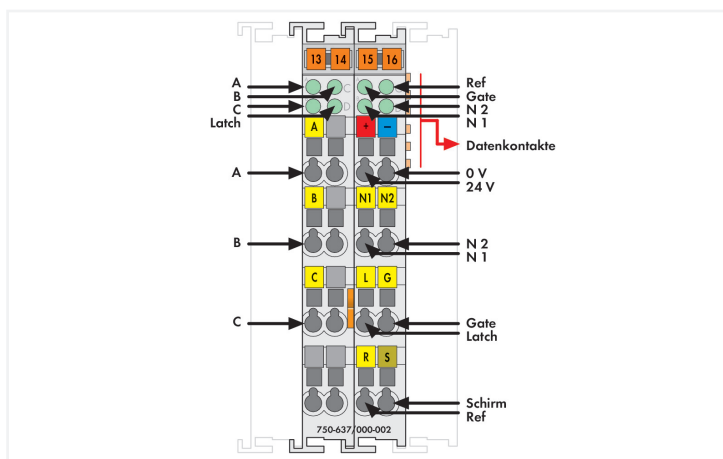 13 14 15 16
A
B
C
Latch
Ref
Gate
N 2
N 1
C
D
A + −
Datenkontakte
A
0 V
24 V
B N1 N2
B
N 2
N 1
C L G
C
Gate
Latch
R S
Schirm
Ref
750-637/000-002